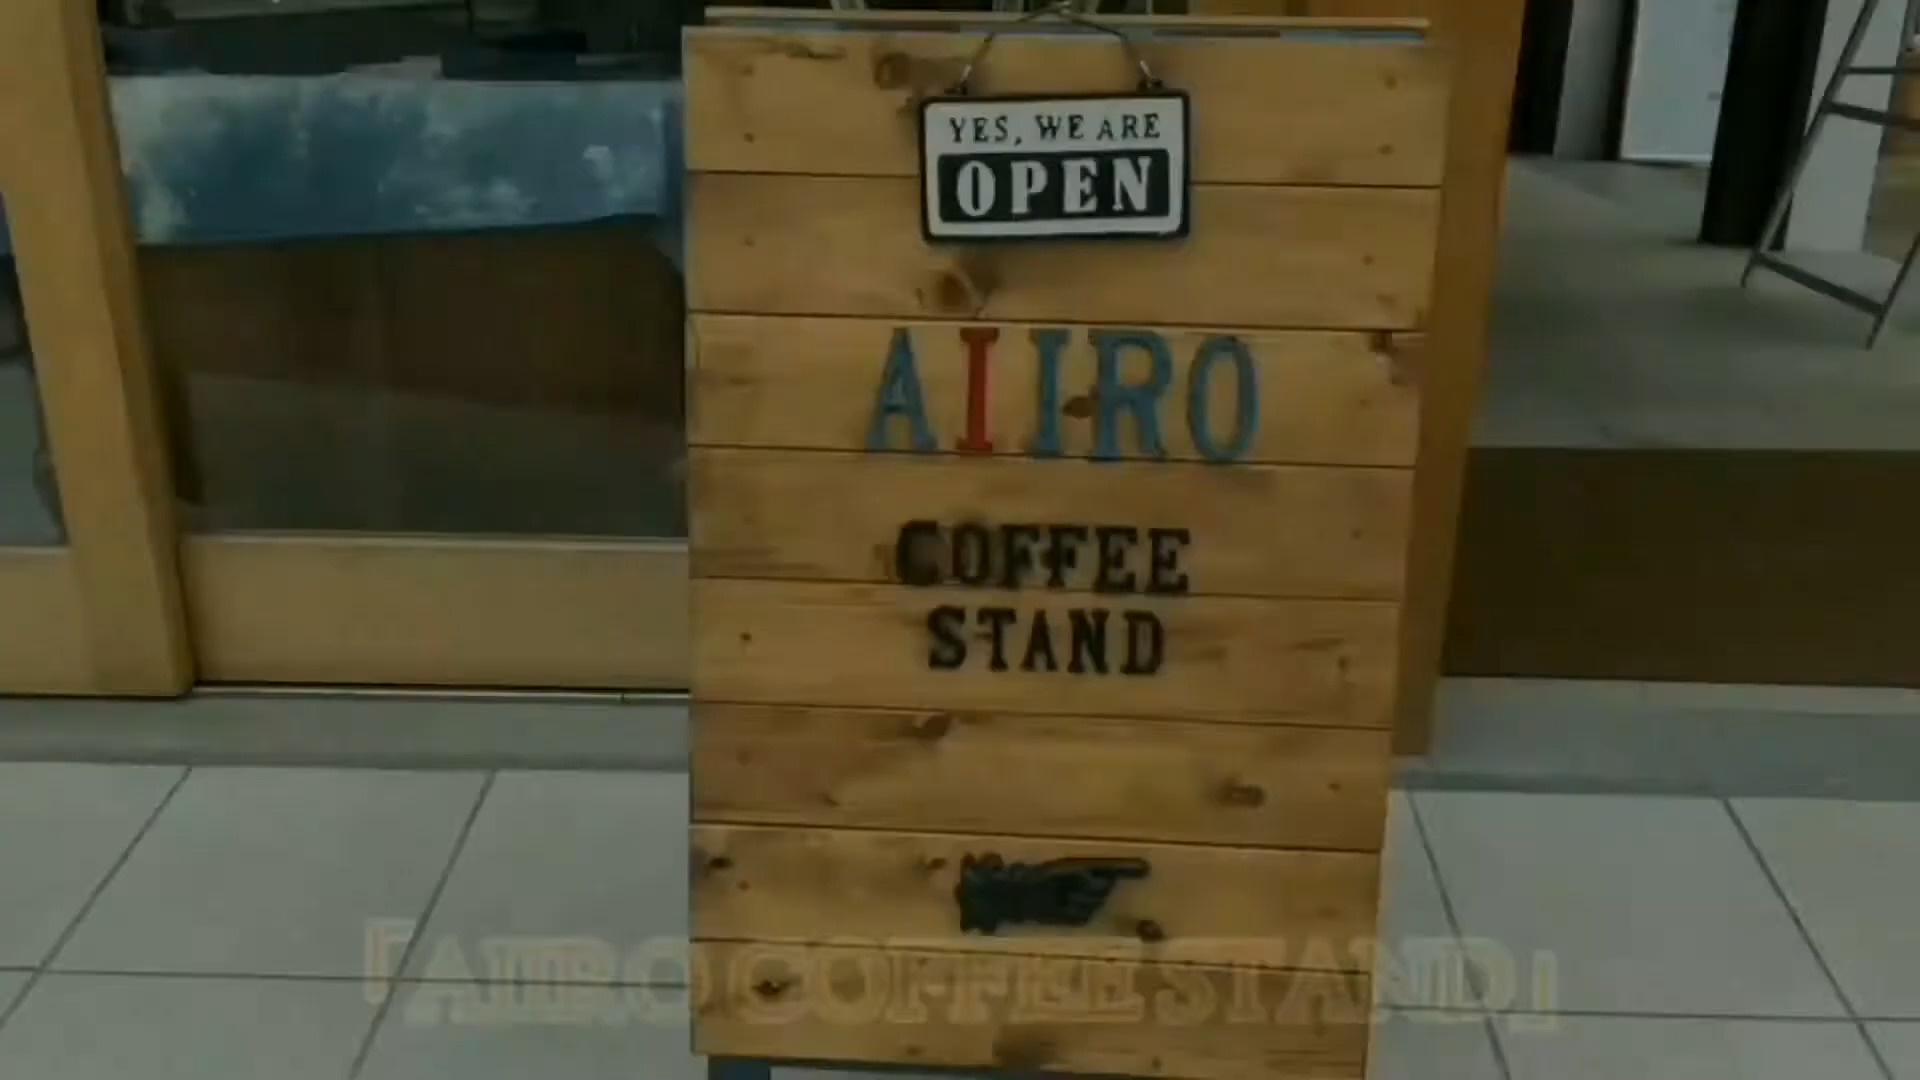 YES, WE ARE
OPEN
AIIRO
COFFEE
STAND
「AIIRO COFFEE STAND」